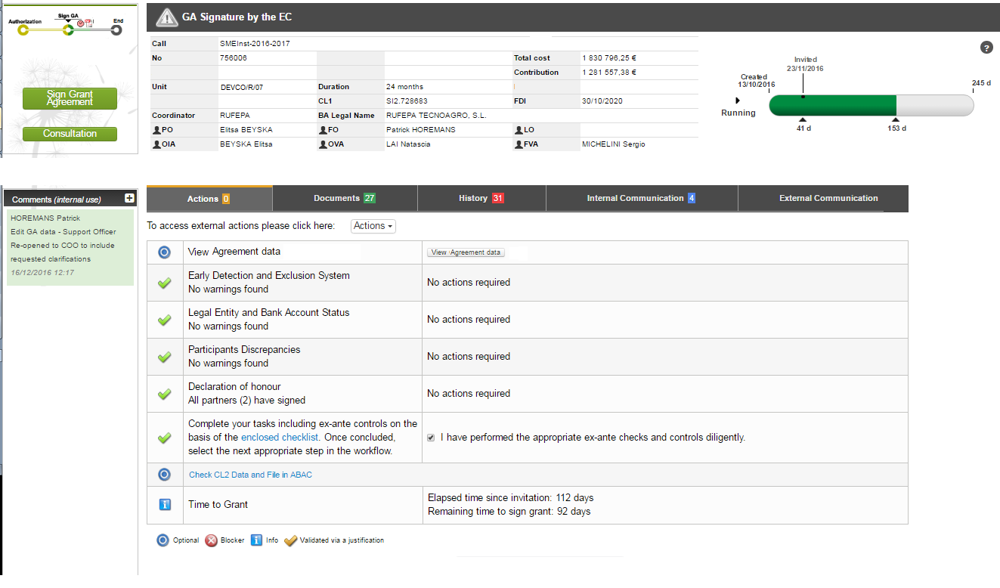 Authorization
Sign GA
End
Sign Grant
Agreement
Consultation
GA Signature by the EC
Call SMEInst-2016-2017
No 756006 Total cost 1 830 796,25 €
Contribution 1 281 557,38 €
Unit DEVCO/R/07 Duration 24 months
CL1 SI2.728683 FDI 30/10/2020
Coordinator RUFEPA BA Legal Name RUFEPA TECNOAGRO, S.L.
PO Elitsa BEYSKA FO Patrick HOREMANS LO
OIA BEYSKA Elitsa OVA LAI Natascia FVA MICHELINI Sergio
?
Invited
23/11/2016
Created
13/10/2016
245 d
Running
41 d
153 d
Comments (internal use)
HOREMANS Patrick
Edit GA data - Support Officer
Re-opened to COO to include
requested clarifications
16/12/2016 12:17
Actions 0 Documents 27 History 31 Internal Communication 4 External Communication
To access external actions please click here: Actions
View Agreement data View Agreement data
Early Detection and Exclusion System
No warnings found
No actions required
Legal Entity and Bank Account Status
No warnings found
No actions required
Participants Discrepancies
No warnings found
No actions required
Declaration of honour
All partners (2) have signed
No actions required
Complete your tasks including ex-ante controls on the
basis of the enclosed checklist. Once concluded,
select the next appropriate step in the workflow.
I have performed the appropriate ex-ante checks and controls diligently.
Check CL2 Data and File in ABAC
Time to Grant
Elapsed time since invitation: 112 days
Remaining time to sign grant: 92 days
Optional Blocker Info Validated via a justification